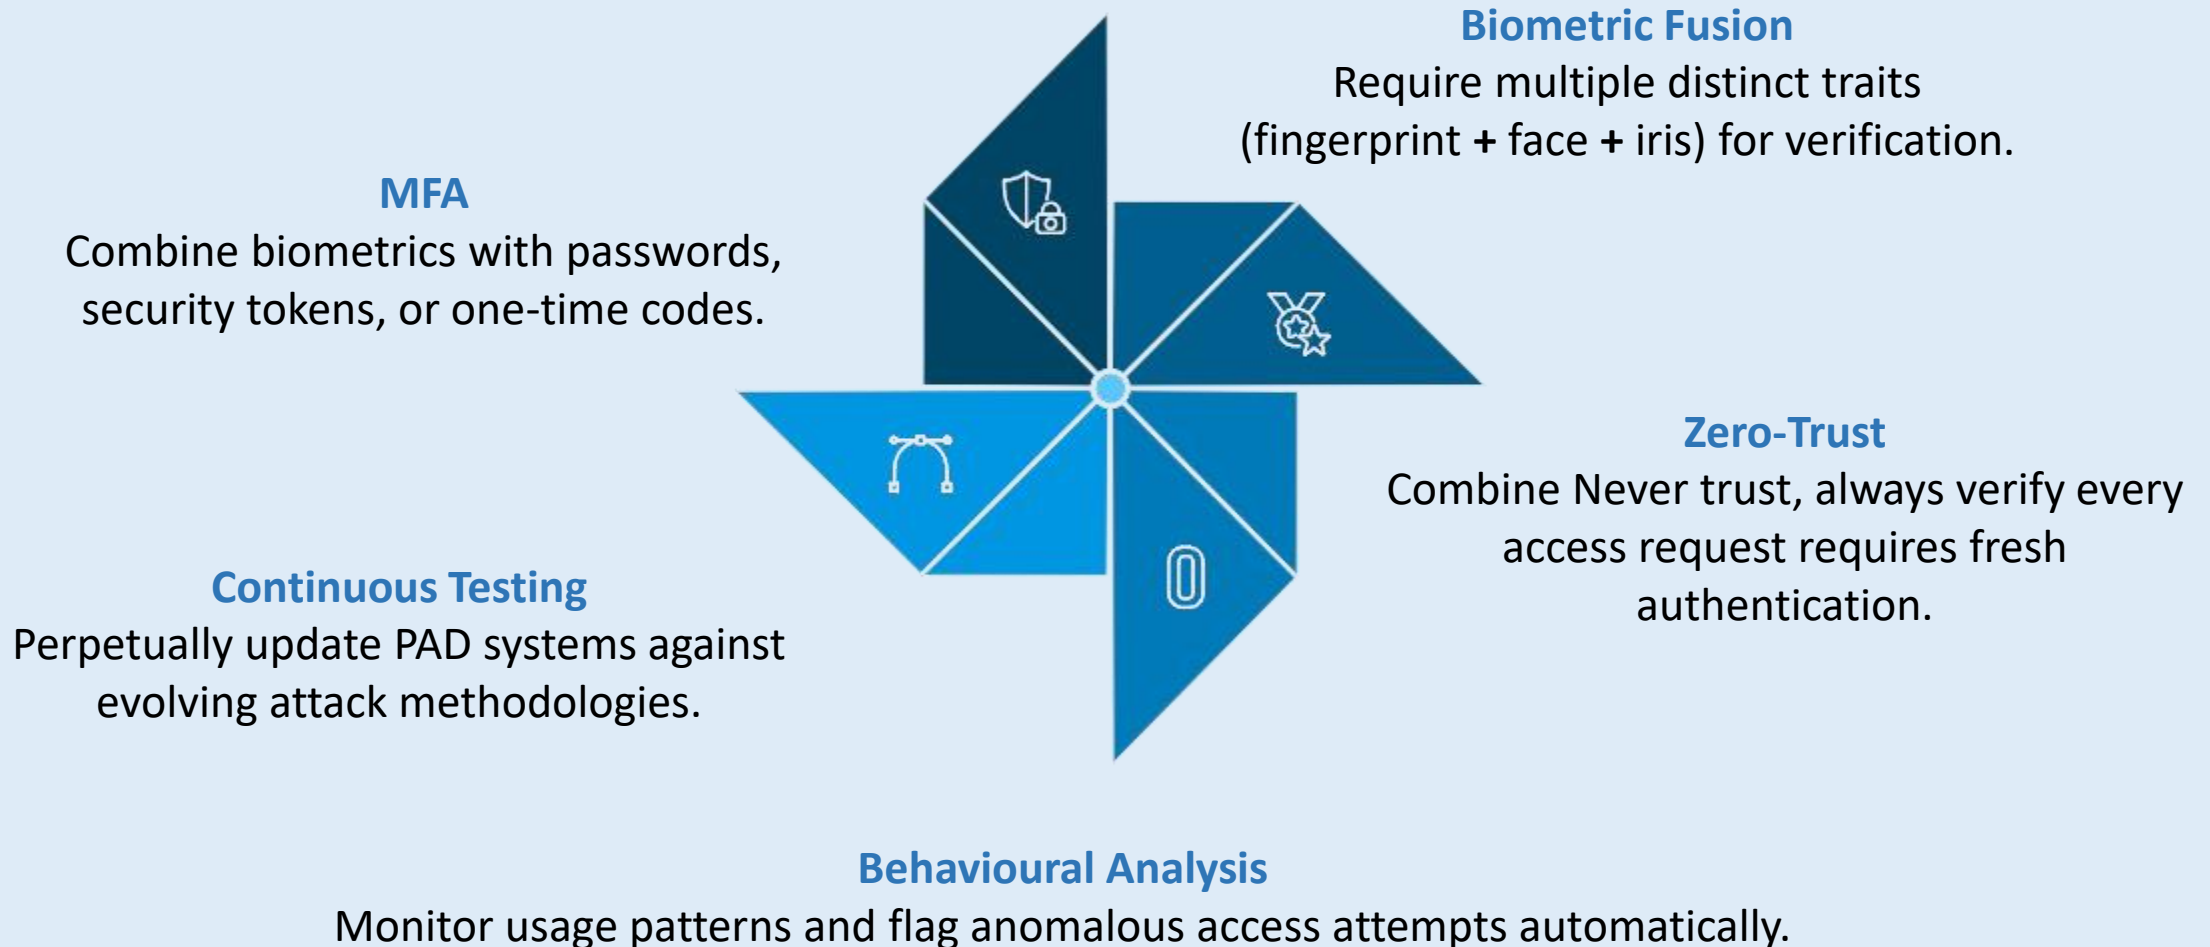 Biometric Fusion
Require multiple distinct traits
(fingerprint + face + iris) for verification.
MFA
Combine biometrics with passwords,
security tokens, or one-time codes.
Zero-Trust
Combine Never trust, always verify every
access request requires fresh
authentication.
Continuous Testing
Perpetually update PAD systems against
evolving attack methodologies.
Behavioural Analysis
Monitor usage patterns and flag anomalous access attempts automatically.